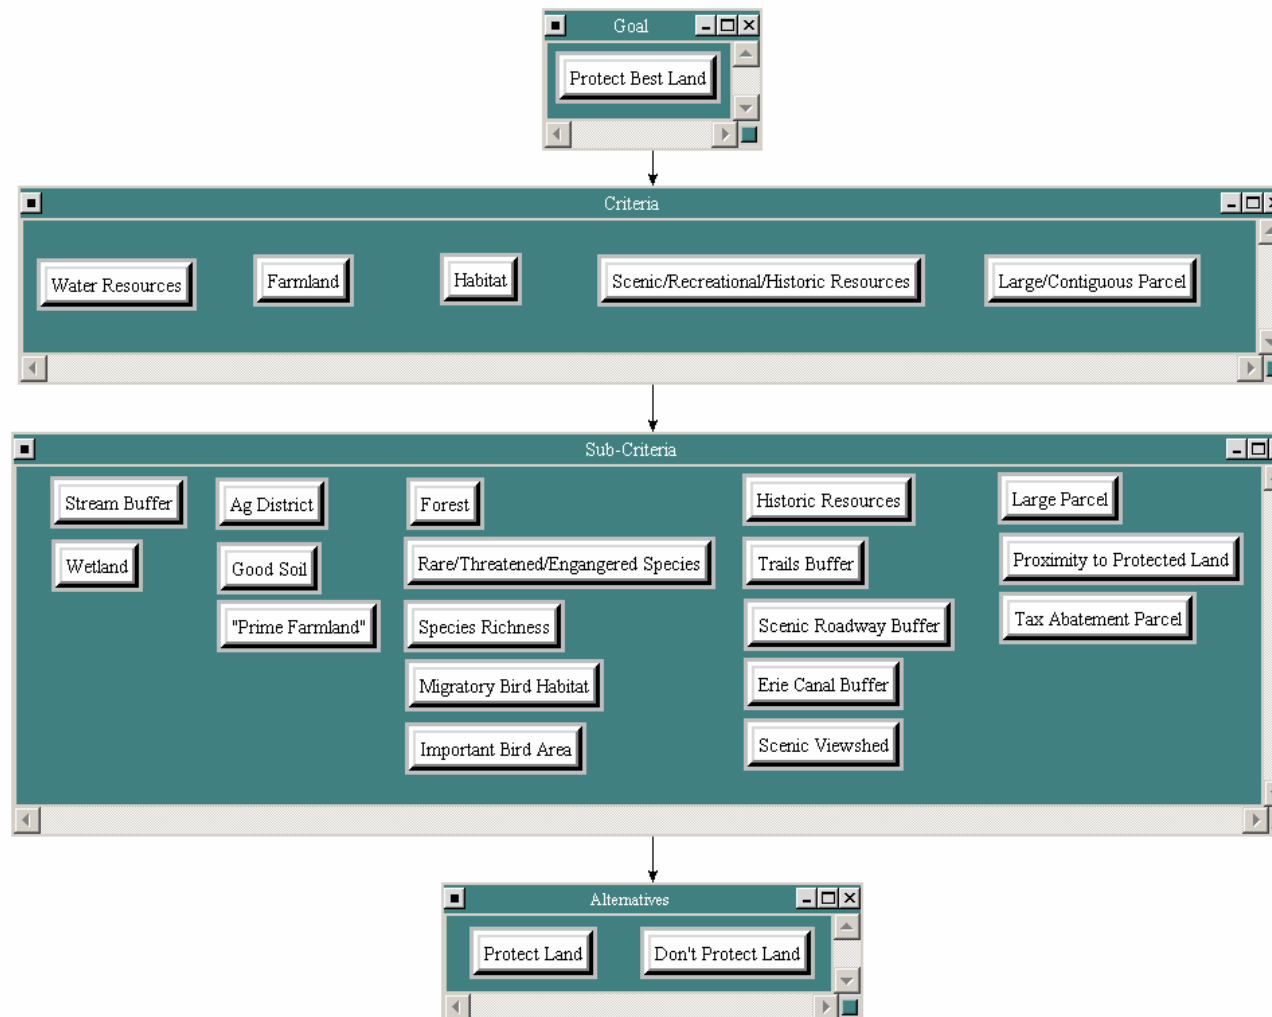 Goal
Protect Best Land
Criteria
Water Resources
Farmland
Habitat
Scenic/Recreational/Historic Resources
Large/Contiguous Parcel
Sub-Criteria
Stream Buffer
Wetland
Ag District
Good Soil
"Prime Farmland"
Forest
Rare/Threatened/Engangered Species
Species Richness
Migratory Bird Habitat
Important Bird Area
Historic Resources
Trails Buffer
Scenic Roadway Buffer
Erie Canal Buffer
Scenic Viewshed
Large Parcel
Proximity to Protected Land
Tax Abatement Parcel
Alternatives
Protect Land
Don't Protect Land